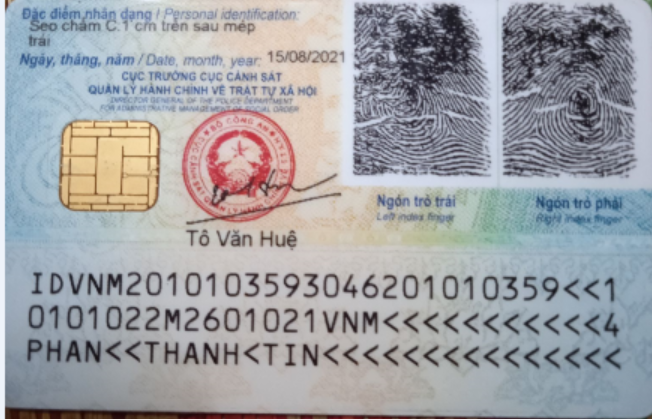 Đặc điểm nhân dạng / Personal identification:
Sẹo chấm C.1 cm trên sau mép
trái
Ngày, tháng, năm / Date, month, year: 15/08/2021
CỤC TRƯỞNG CỤC CẢNH SÁT
QUẢN LÝ HÀNH CHÍNH VỀ TRẬT TỰ XÃ HỘI
DIRECTOR GENERAL OF THE POLICE DEPARTMENT
FOR ADMINISTRATIVE MANAGEMENT OF SOCIAL ORDER
BỘ CÔNG AN
Tô Văn Huệ
Ngón trỏ trái
Left index finger
Ngón trỏ phải
Right index finger
IDVNM2010103593046201010359<<1
0101022M2601021VNM<<<<<<<<<<<4
PHAN<<THANH<TIN<<<<<<<<<<<<<<<